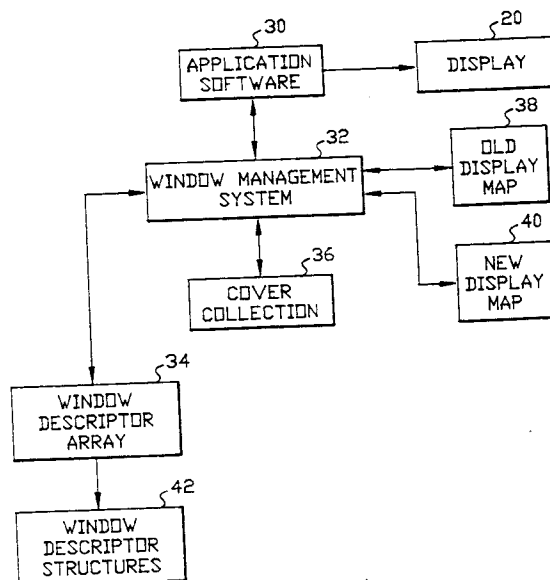 30
APPLICATION
SOFTWARE
20
DISPLAY
32
WINDOW MANAGEMENT
SYSTEM
38
OLD
DISPLAY
MAP
36
COVER
COLLECTION
40
NEW
DISPLAY
MAP
34
WINDOW
DESCRIPTOR
ARRAY
42
WINDOW
DESCRIPTOR
STRUCTURES